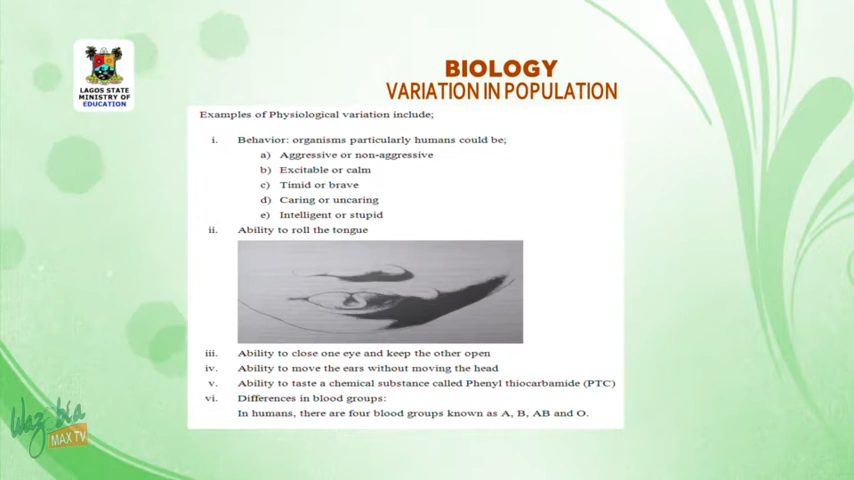 LAGOS STATE
MINISTRY OF
EDUCATION
BIOLOGY
VARIATION IN POPULATION
Examples of Physiological variation include;
i. Behavior: organisms particularly humans could be;
a) Aggressive or non-aggressive
b) Excitable or calm
c) Timid or brave
d) Caring or uncaring
e) Intelligent or stupid
ii. Ability to roll the tongue
iii. Ability to close one eye and keep the other open
iv. Ability to move the ears without moving the head
v. Ability to taste a chemical substance called Phenyl thiocarbamide (PTC)
vi. Differences in blood groups:
In humans, there are four blood groups known as A, B, AB and O.
Wazobia
MAX TV